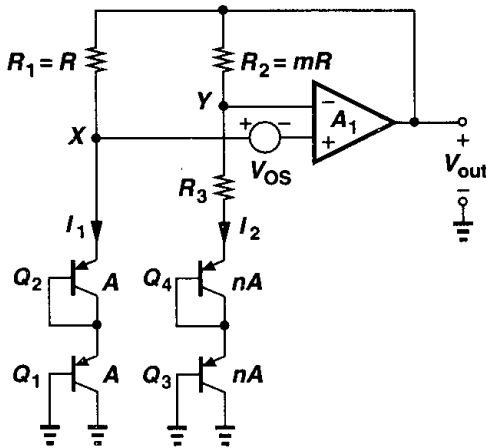 R1 = R
R2 = mR
Y
A1
X
+
−
−
+
VOS
R3
+
Vout
−
I1
I2
Q2
A
Q4
nA
Q1
A
Q3
nA